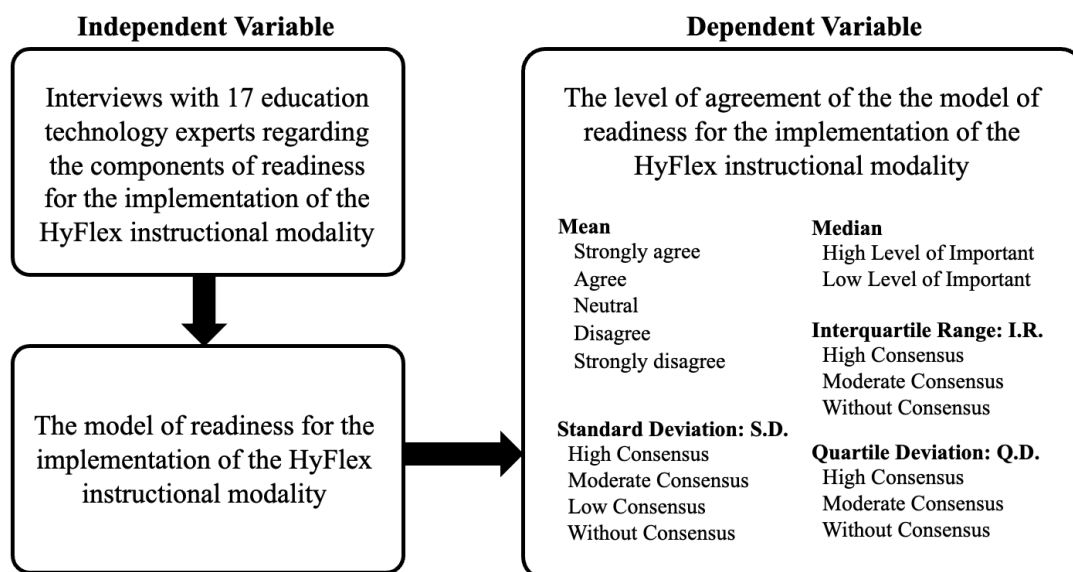 Independent Variable
Interviews with 17 education
technology experts regarding
the components of readiness
for the implementation of the
HyFlex instructional modality
The model of readiness for the
implementation of the HyFlex
instructional modality
Dependent Variable
The level of agreement of the the model of
readiness for the implementation of the
HyFlex instructional modality
Mean
Strongly agree
Agree
Neutral
Disagree
Strongly disagree
Standard Deviation: S.D.
High Consensus
Moderate Consensus
Low Consensus
Without Consensus
Median
High Level of Important
Low Level of Important
Interquartile Range: I.R.
High Consensus
Moderate Consensus
Without Consensus
Quartile Deviation: Q.D.
High Consensus
Moderate Consensus
Without Consensus